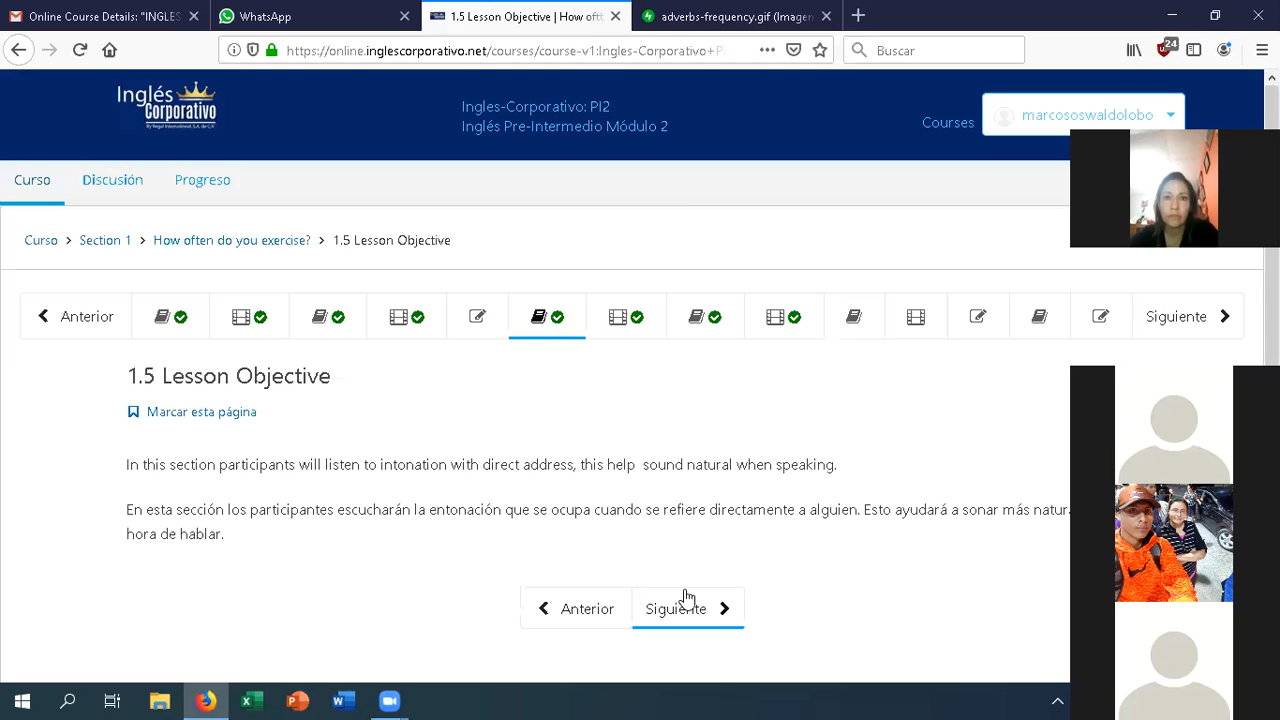 Online Course Details: "INGLES
WhatsApp
1.5 Lesson Objective | How oft
adverbs-frequency.gif (Imagen
https://online.inglescorporativo.net/courses/course-v1:Ingles-Corporativo+P
Buscar
24
Inglés
Corporativo
Ingles-Corporativo: PI2
Inglés Pre-Intermedio Módulo 2
Courses
marcososwaldolobo
Curso
Discusión
Progreso
Curso > Section 1 > How often do you exercise? > 1.5 Lesson Objective
Anterior
Siguiente
1.5 Lesson Objective
Marcar esta página
In this section participants will listen to intonation with direct address, this help sound natural when speaking.
En esta sección los participantes escucharán la entonación que se ocupa cuando se refiere directamente a alguien. Esto ayudará a sonar más natur
hora de hablar.
Anterior
Siguiente